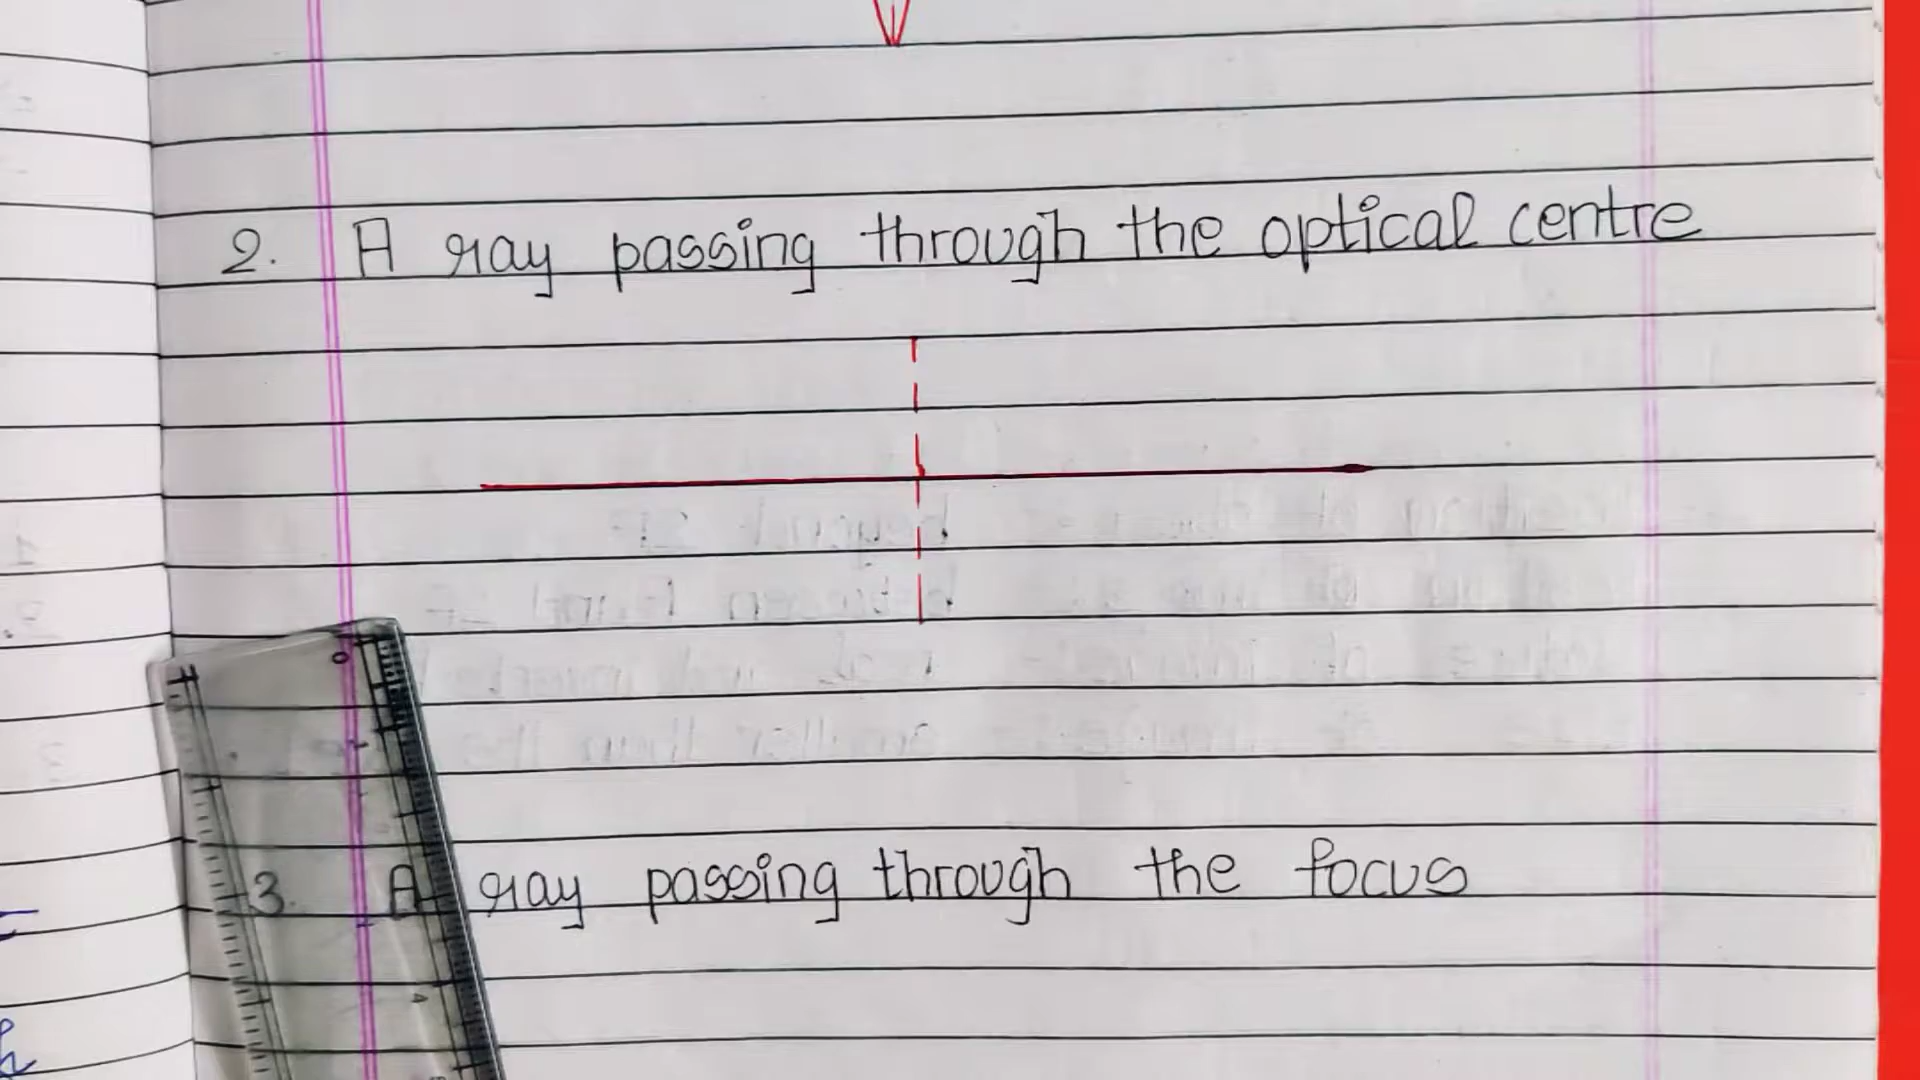 2. A ray passing through the optical centre
3. A ray passing through the focus